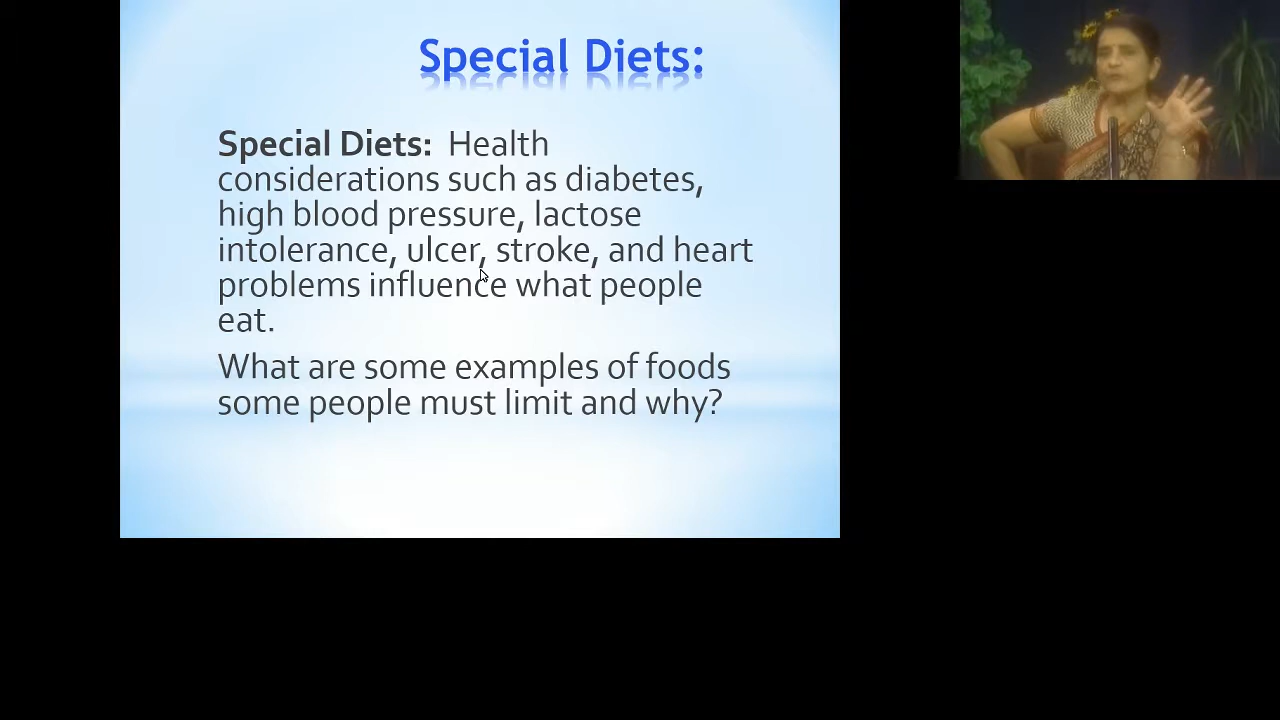 Special Diets:
Special Diets: Health
considerations such as diabetes,
high blood pressure, lactose
intolerance, ulcer, stroke, and heart
problems influence what people
eat.
What are some examples of foods
some people must limit and why?